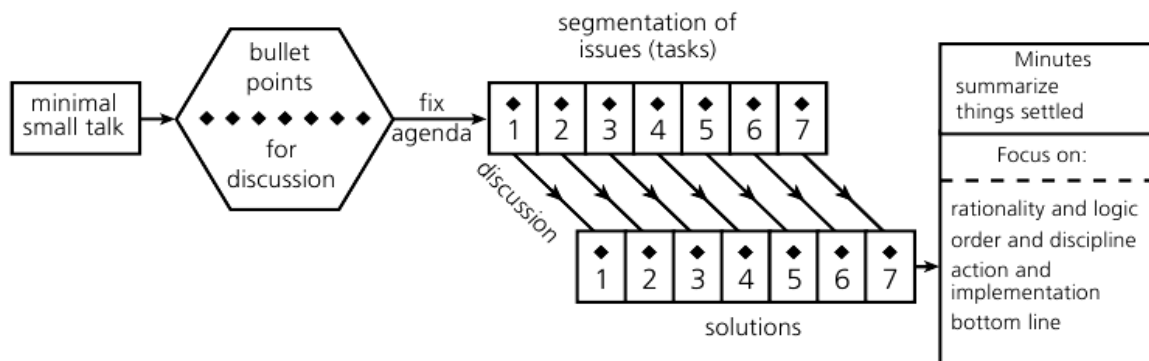 minimal
small talk
bullet
points
for
discussion
fix
agenda
segmentation of
issues (tasks)
1 2 3 4 5 6 7
discussion
1 2 3 4 5 6 7
solutions
Minutes
summarize
things settled
Focus on:
rationality and logic
order and discipline
action and
implementation
bottom line